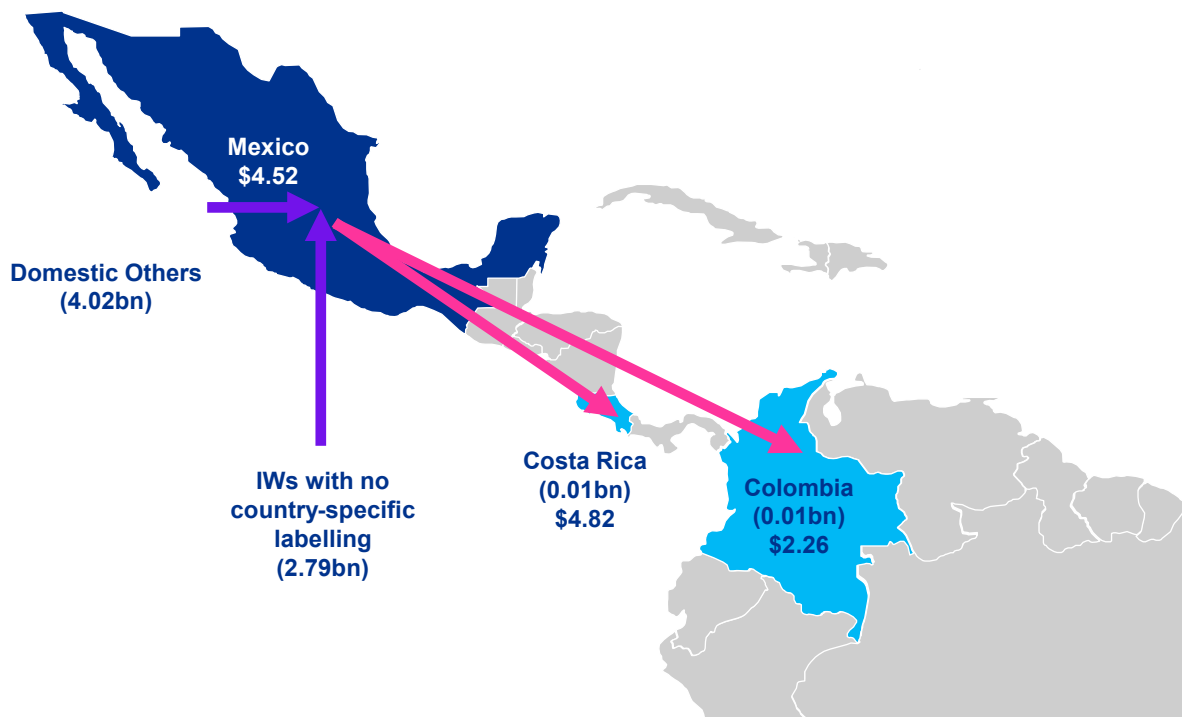 Mexico
$4.52
Domestic Others
(4.02bn)
IWs with no
country-specific
labelling
(2.79bn)
Costa Rica
(0.01bn)
$4.82
Colombia
(0.01bn)
$2.26